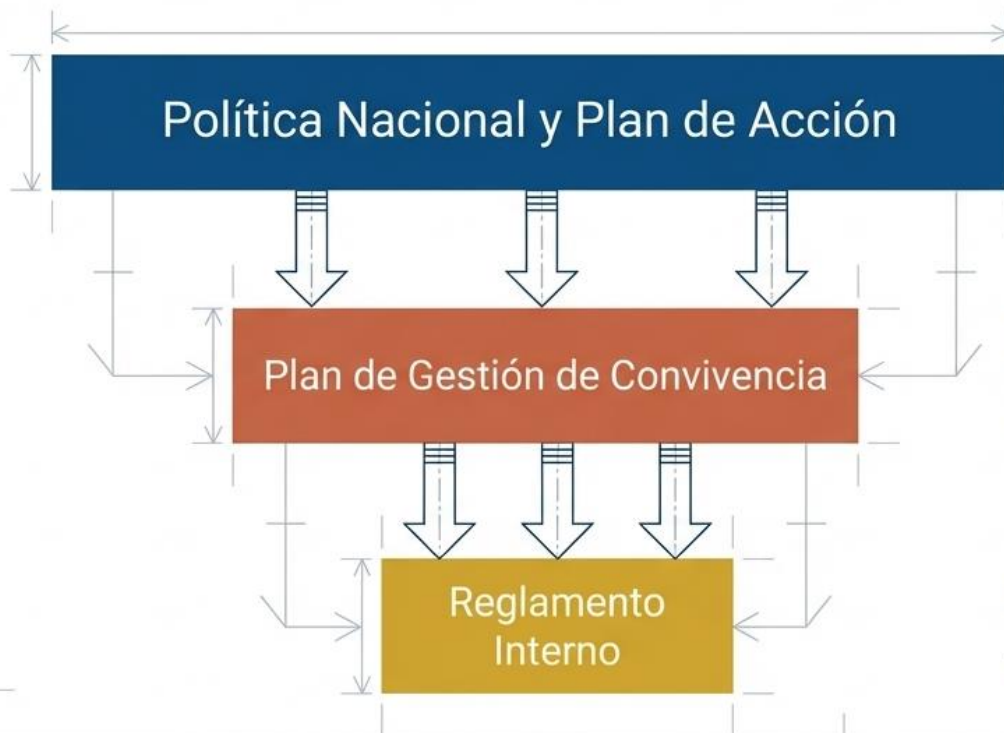 Política Nacional y Plan de Acción
Plan de Gestión de Convivencia
Reglamento
Interno